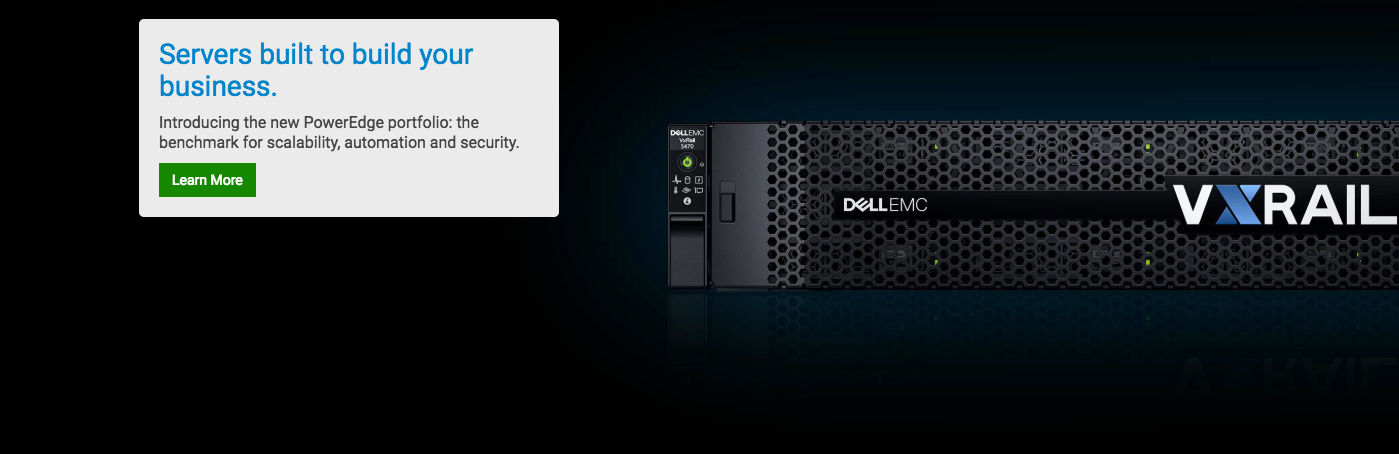 Servers built to build your
business.
Introducing the new PowerEdge portfolio: the
benchmark for scalability, automation and security.
Learn More
DELLEMC
VxRail
S470
DELLEMC
VXRAIL